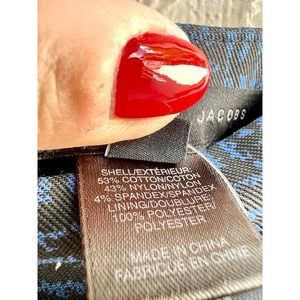 JACOBS
SHELL/EXTÉRIEUR:
53% COTTON/COTON
43% NYLON/NYLON
4% SPANDEX/SPANDEX
LINING/DOUBLURE:
100% POLYESTER/
POLYESTER
MADE IN CHINA
FABRIQUÉ EN CHINE